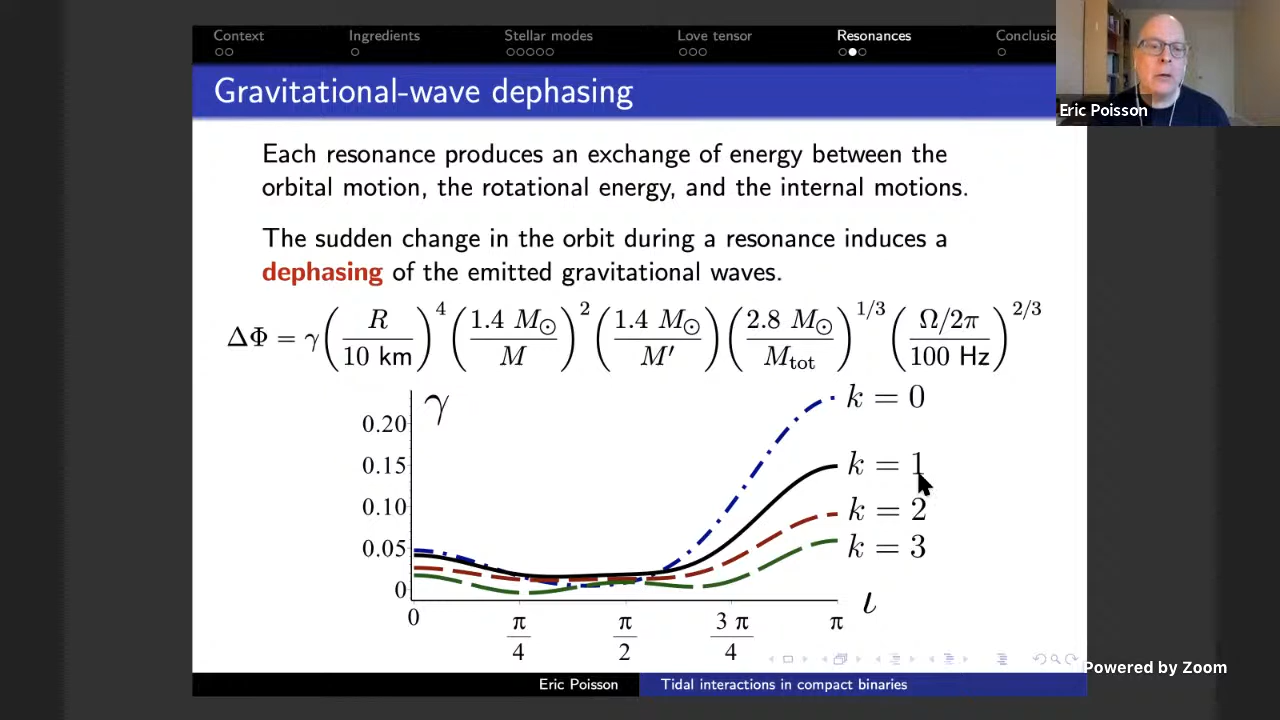 Context Ingredients Stellar modes Love tensor Resonances Conclusio
Gravitational-wave dephasing
Eric Poisson
Each resonance produces an exchange of energy between the
orbital motion, the rotational energy, and the internal motions.
The sudden change in the orbit during a resonance induces a
dephasing of the emitted gravitational waves.
ΔΦ = γ(R/10 km)^4 (1.4 M⊙/M)^2 (1.4 M⊙/M′) (2.8 M⊙/M_tot)^1/3 (Ω/2π/100 Hz)^2/3
γ
0.20
0.15
0.10
0.05
0
k = 0
k = 1
k = 2
k = 3
ι
0 π/4 π/2 3 π/4 π
Powered by Zoom
Eric Poisson Tidal interactions in compact binaries